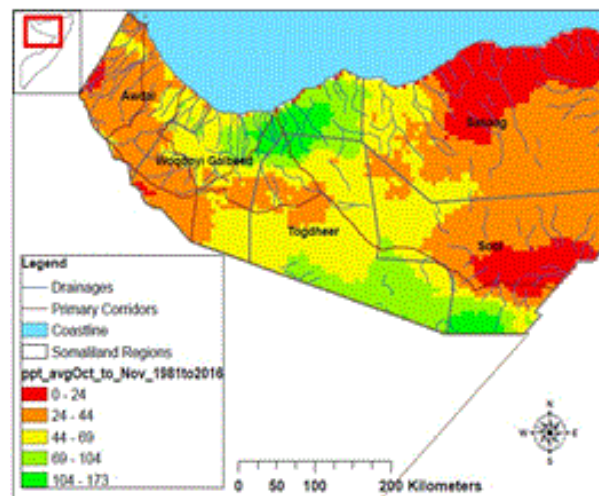 Awdal
Woqooyi Galbeed
Sanaag
Togdheer
Sool
Legend
Drainages
Primary Corridors
Coastline
Somaliland Regions
ppt_avgOct_to_Nov_1981to2016
0 - 24
24 - 44
44 - 69
69 - 104
104 - 173
N
W E
S
0 50 100 200 Kilometers